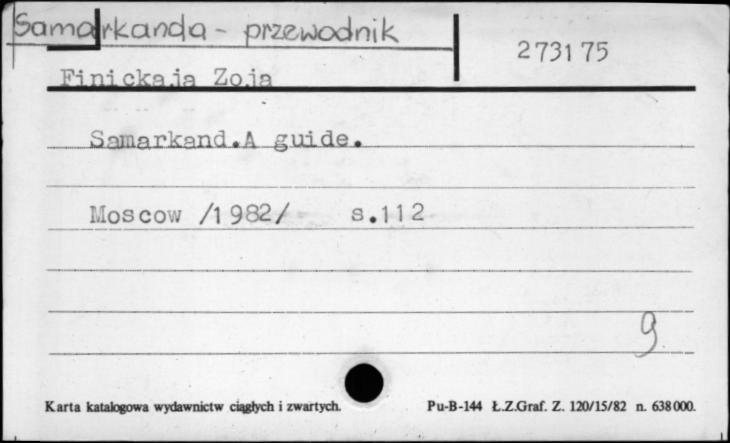 Samarkanda - przewodnik
273175
Finickaja Zoja
Samarkand.A guide.
Moscow /1982/ s.112
g
Karta katalogowa wydawnictw ciągłych i zwartych.
Pu-B-144 Ł.Z.Graf. Z. 120/15/82 n. 638000.